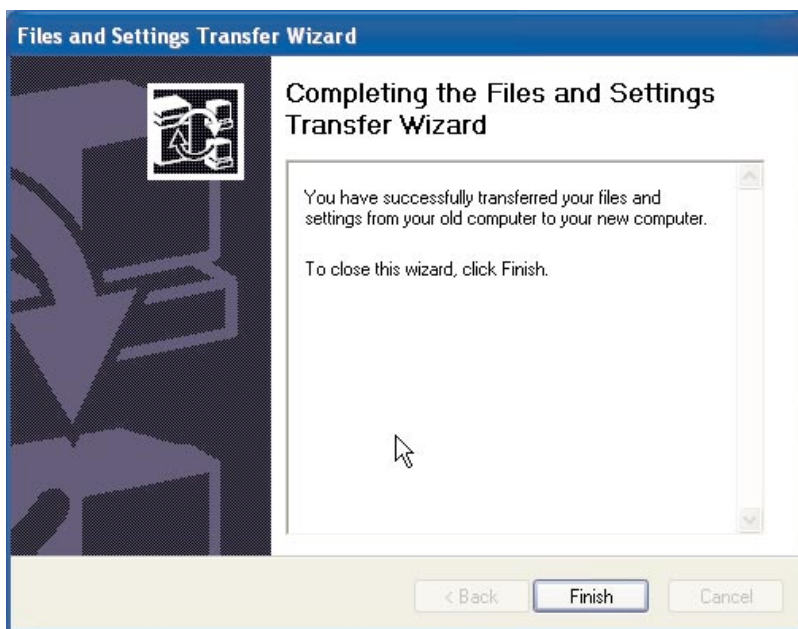 Files and Settings Transfer Wizard
Completing the Files and Settings
Transfer Wizard
You have successfully transferred your files and
settings from your old computer to your new computer.
To close this wizard, click Finish.
< Back Finish Cancel